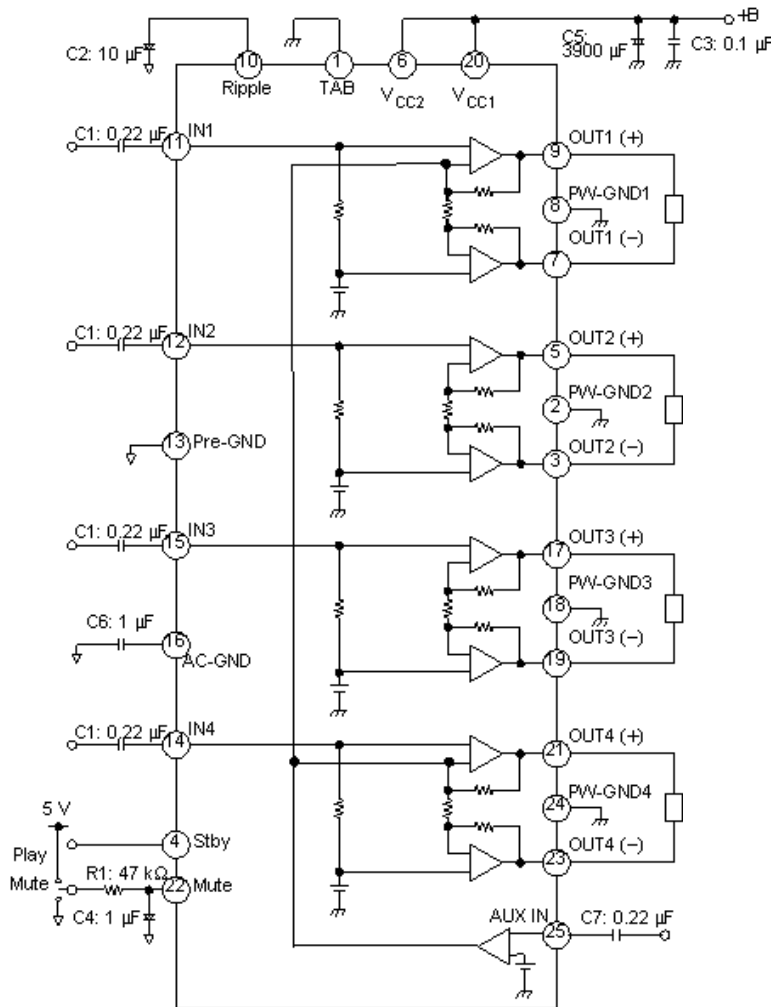 +B
C2: 10 µF
C5:
3900 µF
C3: 0.1 µF
10
1
6
20
Ripple
TAB
VCC2
VCC1
C1: 0.22 µF
11
IN1
9
OUT1 (+)
8
PW-GND1
OUT1 (−)
7
C1: 0.22 µF
12
IN2
5
OUT2 (+)
2
PW-GND2
13
Pre-GND
3
OUT2 (−)
C1: 0.22 µF
15
IN3
17
OUT3 (+)
PW-GND3
18
C6: 1 µF
16
AC-GND
OUT3 (−)
19
C1: 0.22 µF
14
IN4
21
OUT4 (+)
PW-GND4
24
5 V
4
Stby
Play
OUT4 (−)
23
Mute
R1: 47 kΩ
22
Mute
C4: 1 µF
AUX IN
25
C7: 0.22 µF